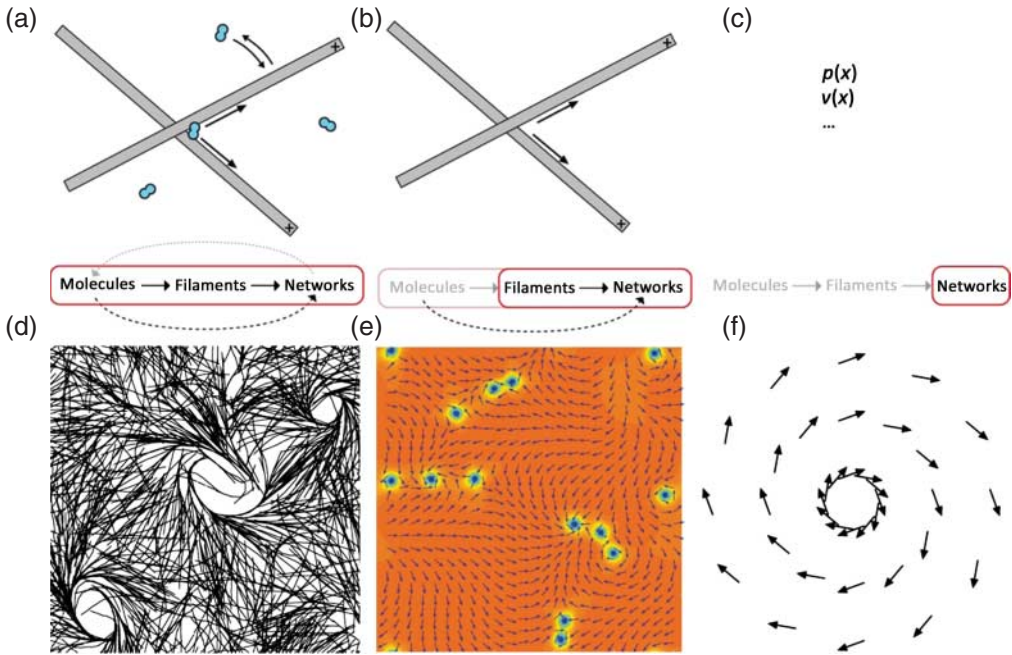 (a)
(b)
(c)
+
+
+
+
p(x)
v(x)
...
Molecules → Filaments → Networks
Molecules → Filaments → Networks
Molecules → Filaments → Networks
(d)
(e)
(f)